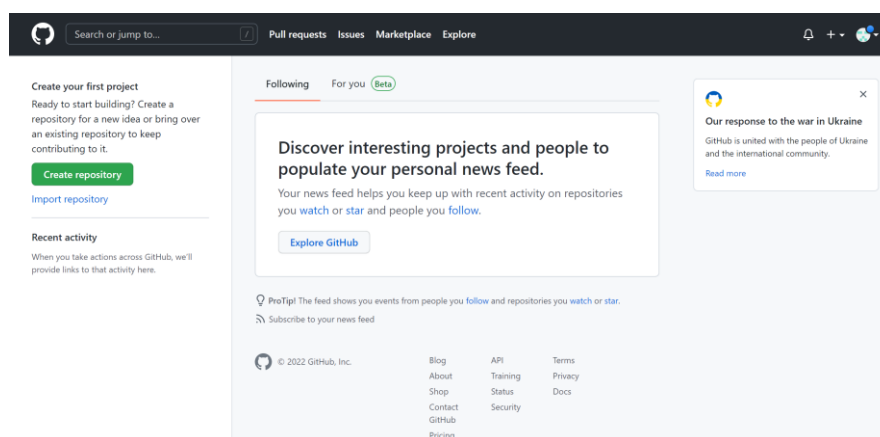 Search or jump to...
/
Pull requests Issues Marketplace Explore
Create your first project
Ready to start building? Create a
repository for a new idea or bring over
an existing repository to keep
contributing to it.
Create repository
Import repository
Recent activity
When you take actions across GitHub, we'll
provide links to that activity here.
Following For you Beta
Discover interesting projects and people to
populate your personal news feed.
Your news feed helps you keep up with recent activity on repositories
you watch or star and people you follow.
Explore GitHub
ProTip! The feed shows you events from people you follow and repositories you watch or star.
Subscribe to your news feed
© 2022 GitHub, Inc.
Blog
About
Shop
Contact
GitHub
Pricing
API
Training
Status
Security
Terms
Privacy
Docs
Our response to the war in Ukraine
GitHub is united with the people of Ukraine
and the international community.
Read more